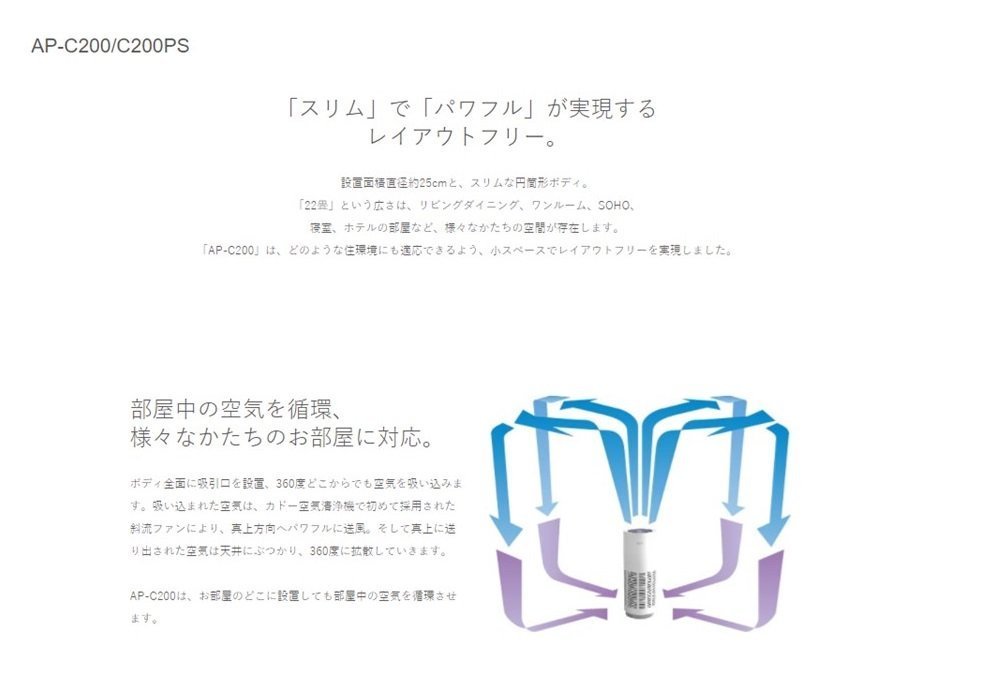 AP-C200/C200PS
「スリム」で「パワフル」が実現する
レイアウトフリー。
設置面積直径約25cmと、スリムな円筒形ボディ。
「22畳」という広さは、リビングダイニング、ワンルーム、SOHO、
寝室、ホテルの部屋など、様々なかたちの空間が存在します。
「AP-C200」は、どのような住環境にも適応できるよう、小スペースでレイアウトフリーを実現しました。
部屋中の空気を循環、
様々なかたちのお部屋に対応。
ボディ全面に吸引口を設置、360度どこからでも空気を吸い込みま
す。吸い込まれた空気は、カドー空気清浄機で初めて採用された
斜流ファンにより、真上方向へパワフルに送風。そして真上に送
り出された空気は天井にぶつかり、360度に拡散していきます。
AP-C200は、お部屋のどこに設置しても部屋中の空気を循環させ
ます。